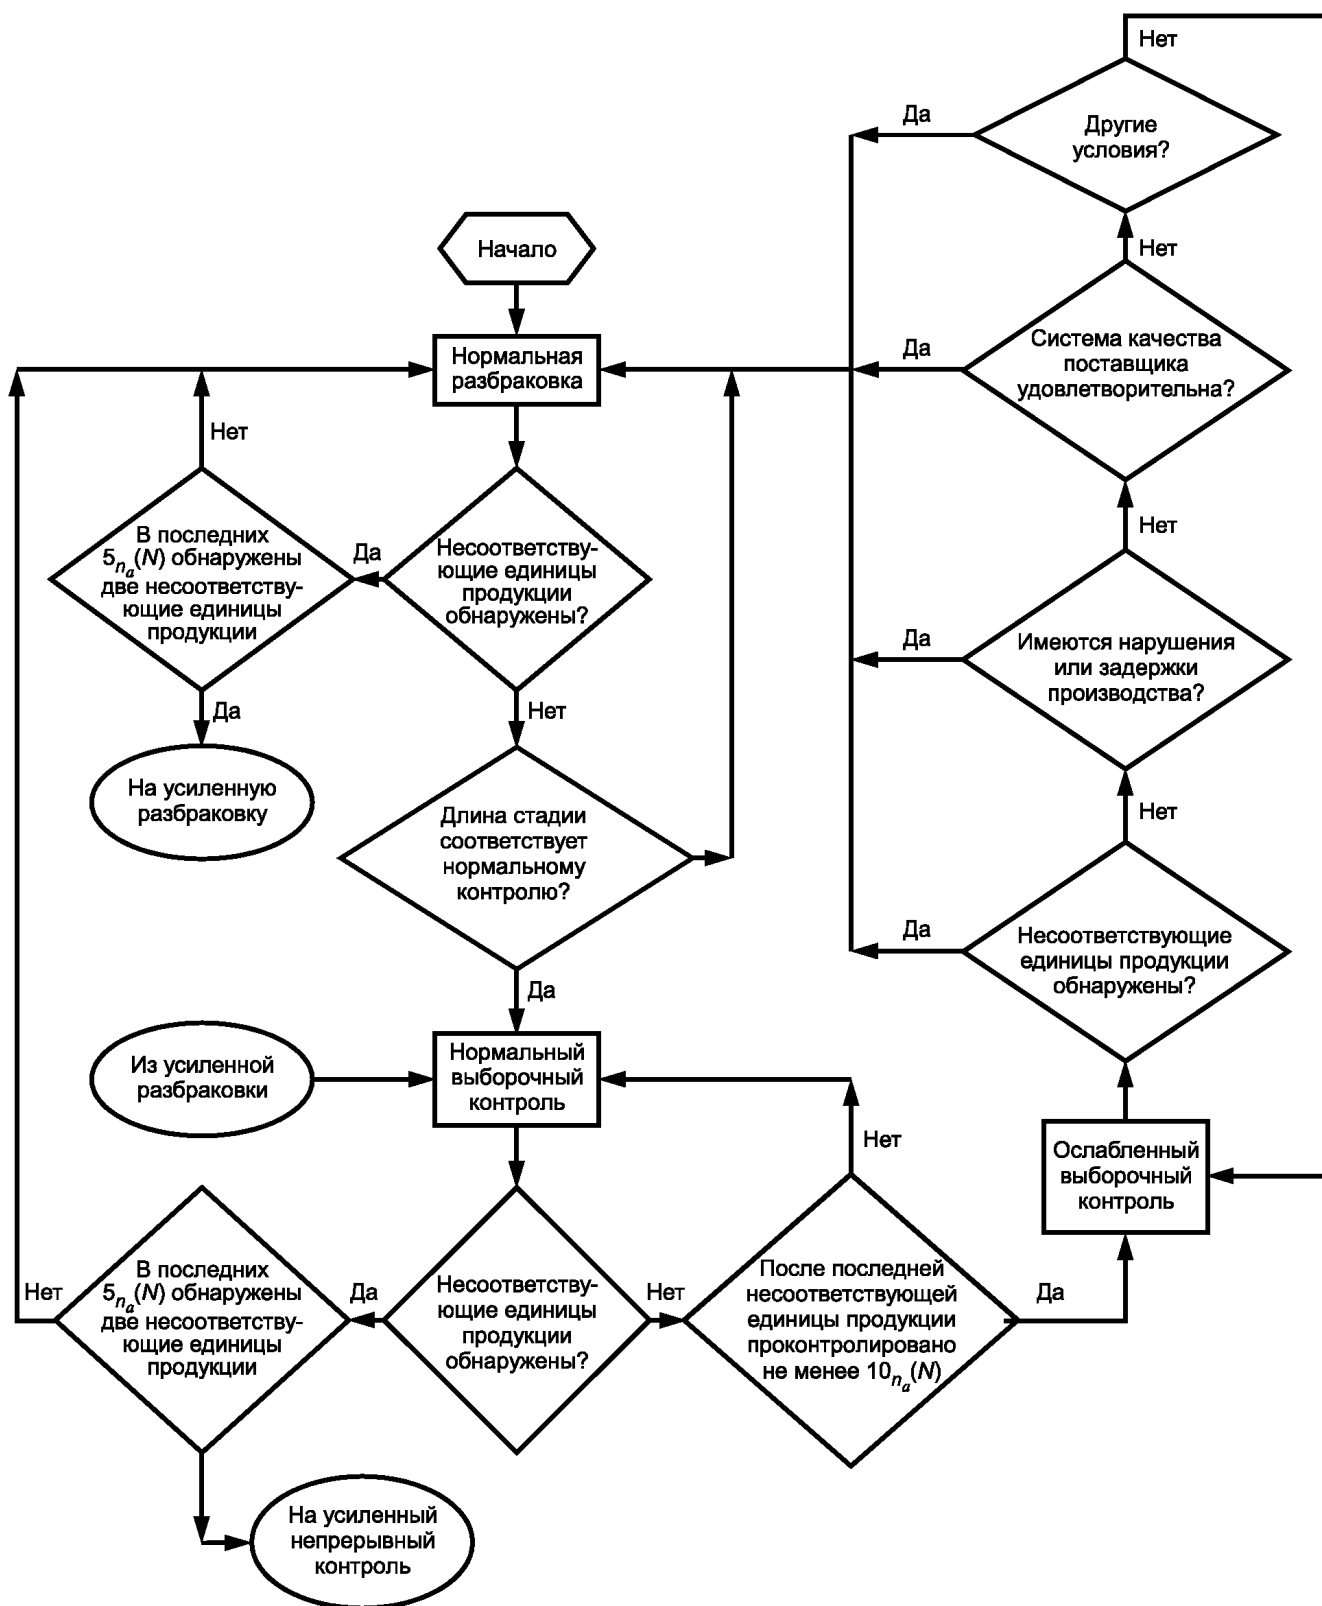 Нет
Да
Другие
условия?
Начало
Нет
Да
Система качества
поставщика
удовлетворительна?
Нормальная
разбраковка
Нет
Нет
В последних
5nₐ(N) обнаружены
две несоответству-
ющие единицы
продукции
Да
Несоответству-
ющие единицы
продукции
обнаружены?
Да
Имеются нарушения
или задержки
производства?
Да
Нет
На усиленную
разбраковку
Длина стадии
соответствует
нормальному
контролю?
Нет
Да
Несоответствующие
единицы продукции
обнаружены?
Да
Из усиленной
разбраковки
Нормальный
выборочный
контроль
Нет
Ослабленный
выборочный
контроль
Нет
В последних
5nₐ(N) обнаружены
две несоответству-
ющие единицы
продукции
Да
Несоответству-
ющие единицы
продукции
обнаружены?
Нет
После последней
несоответствующей
единицы продукции
проконтролировано
не менее 10nₐ(N)
Да
На усиленный
непрерывный
контроль